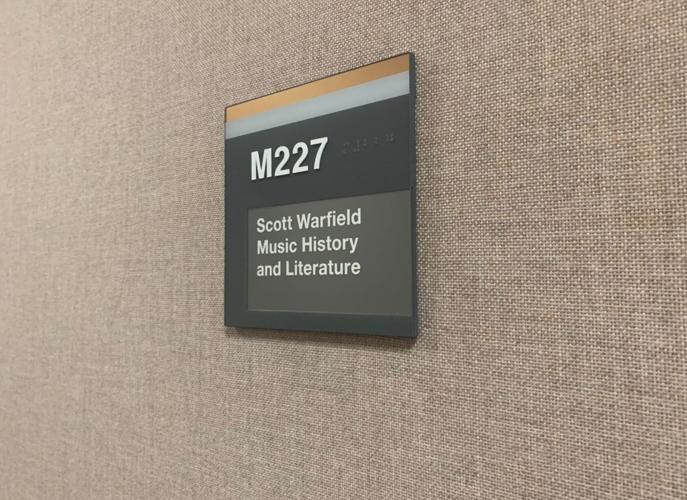 M227
Scott Warfield
Music History
and Literature